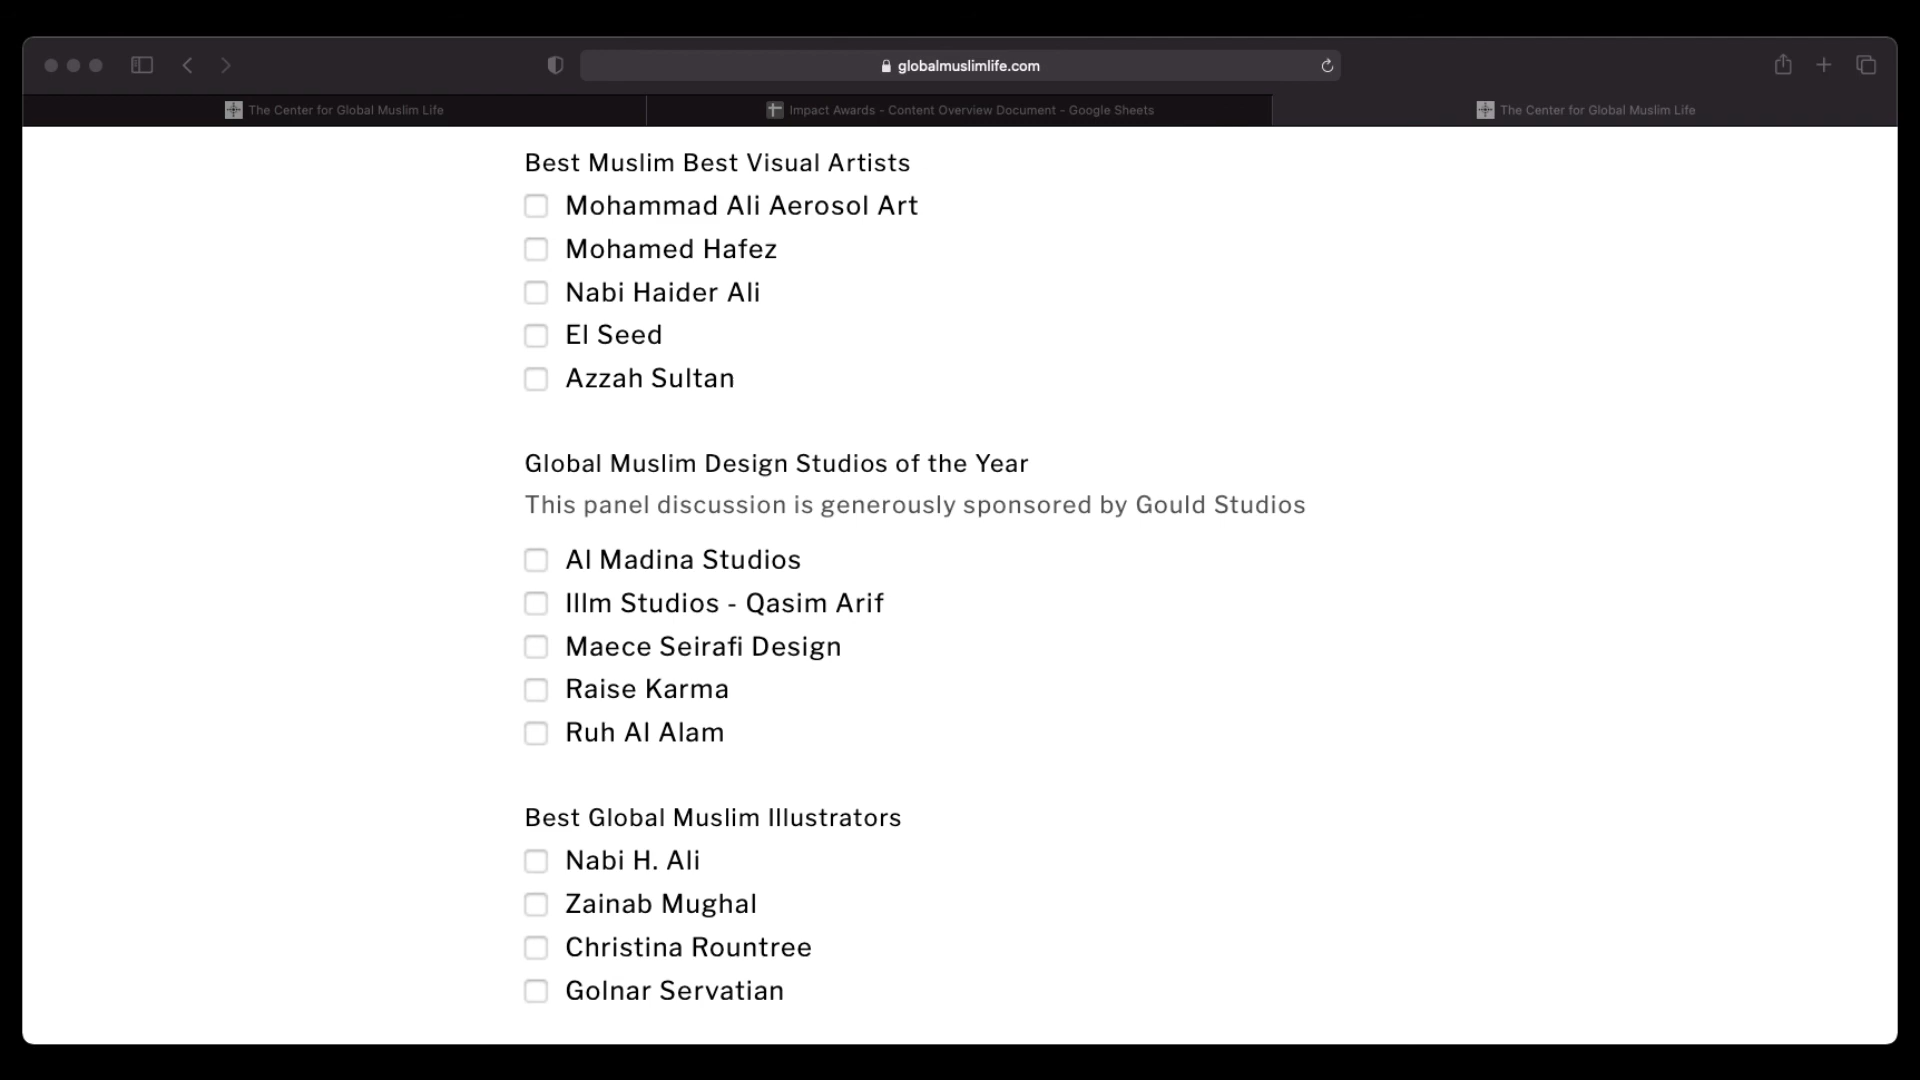 globalmuslimlife.com
The Center for Global Muslim Life
Impact Awards - Content Overview Document - Google Sheets
The Center for Global Muslim Life
Best Muslim Best Visual Artists
Mohammad Ali Aerosol Art
Mohamed Hafez
Nabi Haider Ali
El Seed
Azzah Sultan
Global Muslim Design Studios of the Year
This panel discussion is generously sponsored by Gould Studios
Al Madina Studios
Illm Studios - Qasim Arif
Maece Seirafi Design
Raise Karma
Ruh Al Alam
Best Global Muslim Illustrators
Nabi H. Ali
Zainab Mughal
Christina Rountree
Golnar Servatian